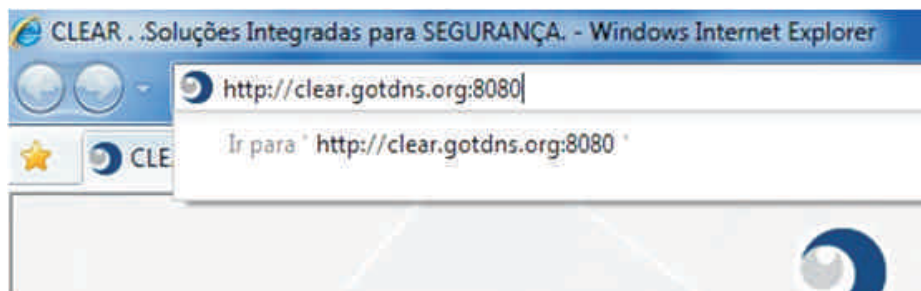 CLEAR . .Soluções Integradas para SEGURANÇA. - Windows Internet Explorer
http://clear.gotdns.org:8080
Ir para ' http://clear.gotdns.org:8080 '
CLE